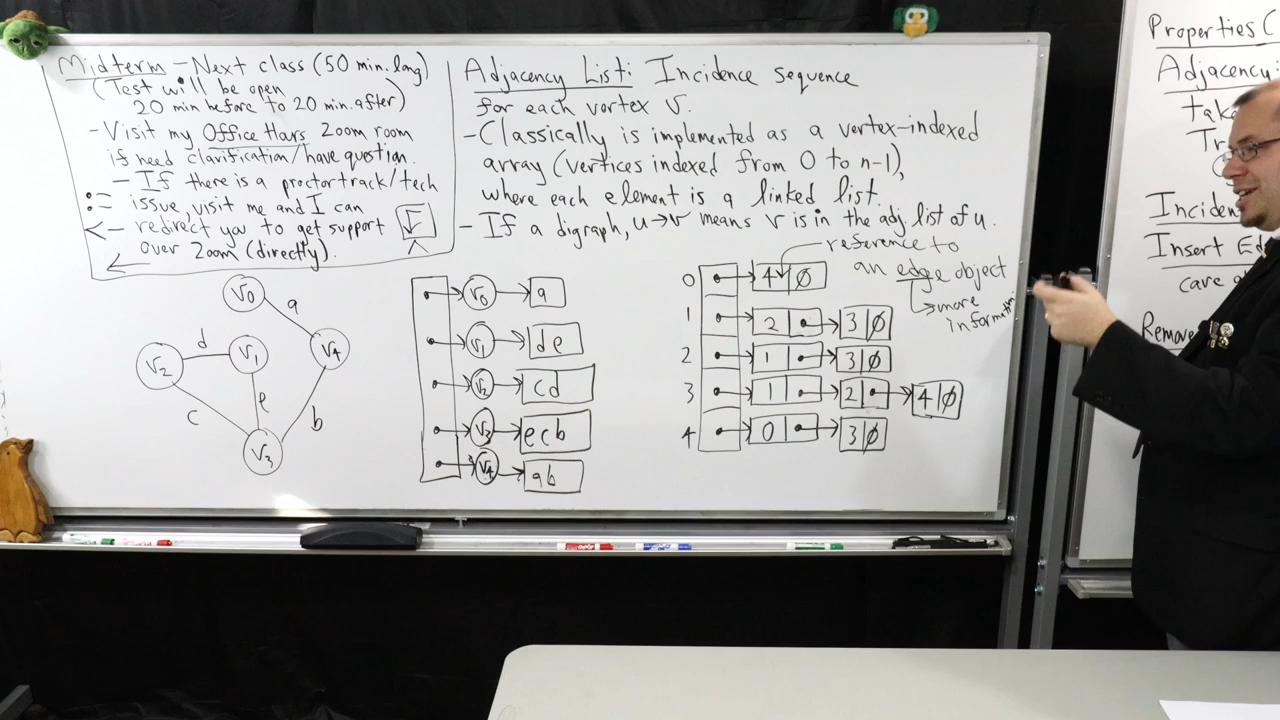 Midterm - Next class (50 min. long)
(Test will be open
20 min before to 20 min. after)
- Visit my Office Hours Zoom room
if need clarification/have question.
- If there is a proctortrack/tech
issue, visit me and I can
redirect you to get support
over Zoom (directly).
Adjacency List: Incidence sequence
for each vertex v.
- Classically is implemented as a vertex-indexed
array (vertices indexed from 0 to n-1),
where each element is a linked list.
- If a digraph, u→v means v is in the adj. list of u.
reference to
an edge object
→ more
information
V0
a
V4
d
V2
V1
e
c
b
V3
V0 a
V1 de
V2 cd
V3 ecb
V4 ab
0 4 Ø
1 2 3 Ø
2 1 3 Ø
3 1 2 4 Ø
4 0 3 Ø
Properties (
Adjacency:
take
Tr
Inciden
Insert Ed
care
Remove